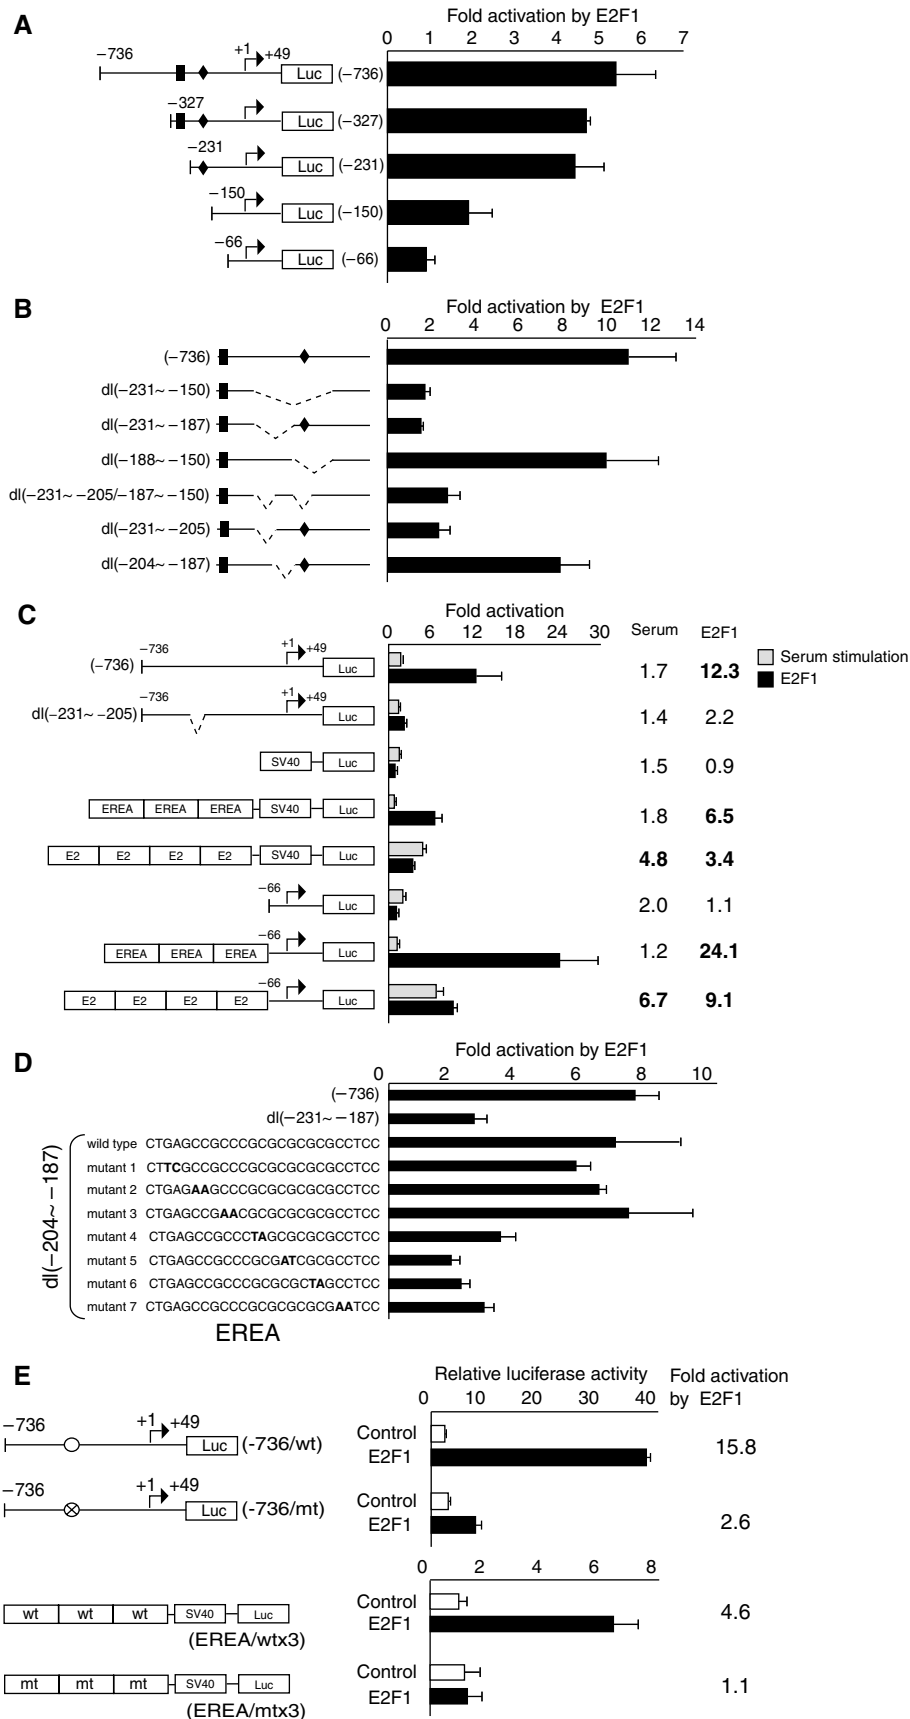 A
Fold activation by E2F1
0 1 2 3 4 5 6 7
−736 +1 +49 Luc (−736)
−327 Luc (−327)
−231 Luc (−231)
−150 Luc (−150)
−66 Luc (−66)
B
Fold activation by E2F1
0 2 4 6 8 10 12 14
(−736)
dl(−231~ −150)
dl(−231~ −187)
dl(−188~ −150)
dl(−231~ −205/−187~ −150)
dl(−231~ −205)
dl(−204~ −187)
C
Fold activation
0 6 12 18 24 30
Serum E2F1
Serum stimulation
E2F1
(−736) −736 +1 +49 Luc 1.7 12.3
dl(−231~ −205) −736 +1 +49 Luc 1.4 2.2
SV40 Luc 1.5 0.9
EREA EREA EREA SV40 Luc 1.8 6.5
E2 E2 E2 E2 SV40 Luc 4.8 3.4
−66 Luc 2.0 1.1
EREA EREA EREA −66 Luc 1.2 24.1
E2 E2 E2 E2 −66 Luc 6.7 9.1
D
Fold activation by E2F1
0 2 4 6 8 10
(−736)
dl(−231~ −187)
dl(−204~ −187)
wild type CTGAGCCGCCCGCGCGCGCCTCC
mutant 1 CTTCGCCGCCCGCGCGCGCCTCC
mutant 2 CTGAGAAGCCCGCGCGCGCCTCC
mutant 3 CTGAGCCGAACGCGCGCGCCTCC
mutant 4 CTGAGCCGCCCTAGCGCGCCTCC
mutant 5 CTGAGCCGCCCGCGATCGCGCCTCC
mutant 6 CTGAGCCGCCCGCGCGCTAGCCTCC
mutant 7 CTGAGCCGCCCGCGCGCGCGAATCC
EREA
E
Relative luciferase activity
Fold activation
by E2F1
0 10 20 30 40
−736 +1 +49 Luc (-736/wt)
Control
E2F1
15.8
−736 +1 +49 Luc (-736/mt)
Control
E2F1
2.6
0 2 4 6 8
wt wt wt SV40 Luc
(EREA/wtx3)
Control
E2F1
4.6
mt mt mt SV40 Luc
(EREA/mtx3)
Control
E2F1
1.1